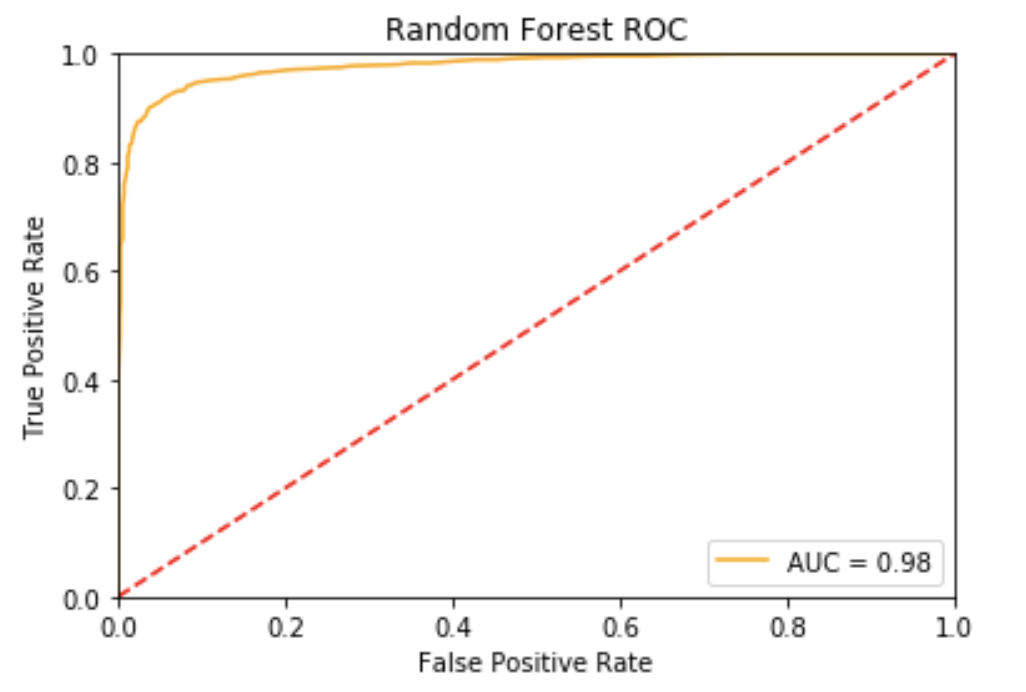 Random Forest ROC
1.0
0.8
0.6
0.4
0.2
0.0
True Positive Rate
AUC = 0.98
0.0 0.2 0.4 0.6 0.8 1.0
False Positive Rate